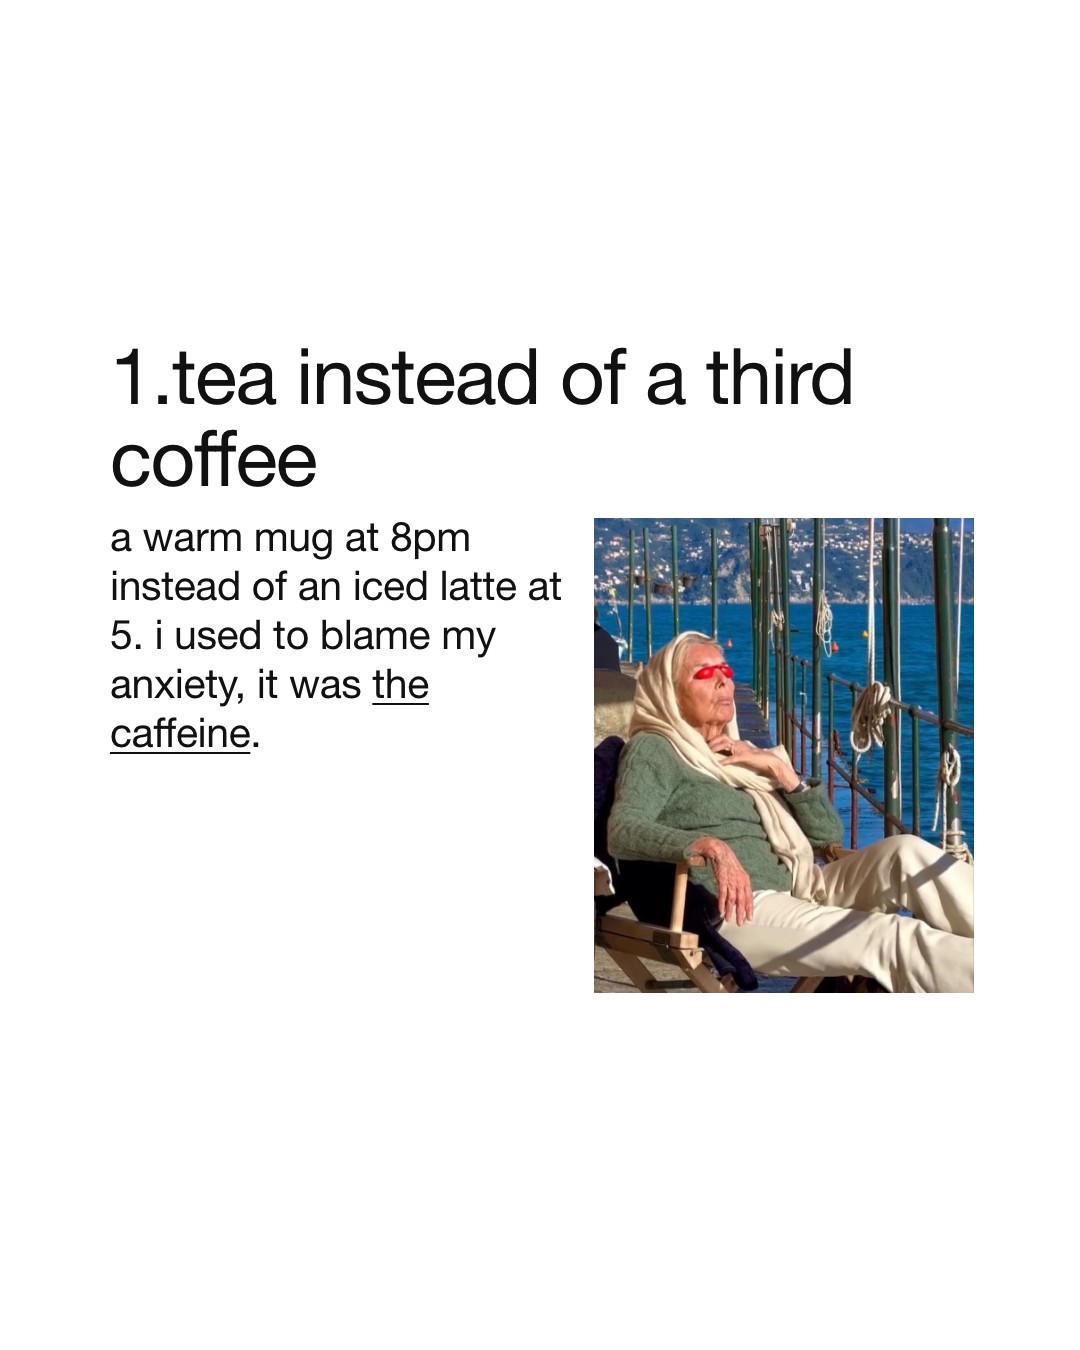 1.tea instead of a third
coffee
a warm mug at 8pm
instead of an iced latte at
5. i used to blame my
anxiety, it was the
caffeine.